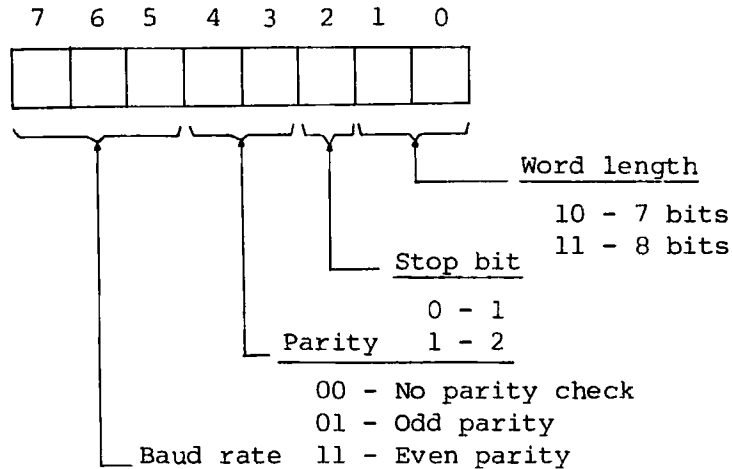 7 6 5 4 3 2 1 0
Word length
10 - 7 bits
11 - 8 bits
Stop bit
0 - 1
1 - 2
Parity
00 - No parity check
01 - Odd parity
11 - Even parity
Baud rate